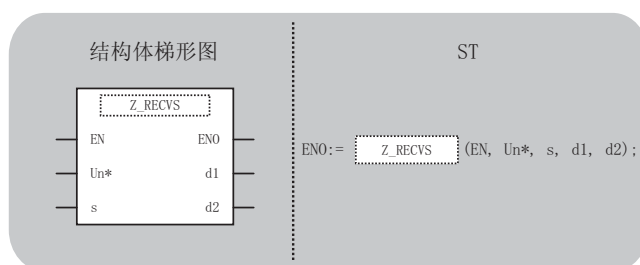 结构体梯形图
Z_RECVS
EN ENO
Un* d1
s d2
ST
ENO:= Z_RECVS (EN, Un*, s, d1, d2);